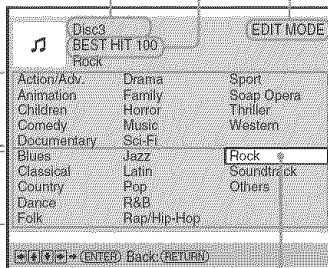 Disc3 EDIT MODE
BEST HIT 100
Rock
Action/Adv. Drama Sport
Animation Family Soap Opera
Children Horror Thriller
Comedy Music Western
Documentary Sci-Fi
Blues Jazz Rock
Classical Latin Soundtrack
Country Pop Others
Dance R&B
Folk Rap/Hip-Hop
ENTER Back: RETURN